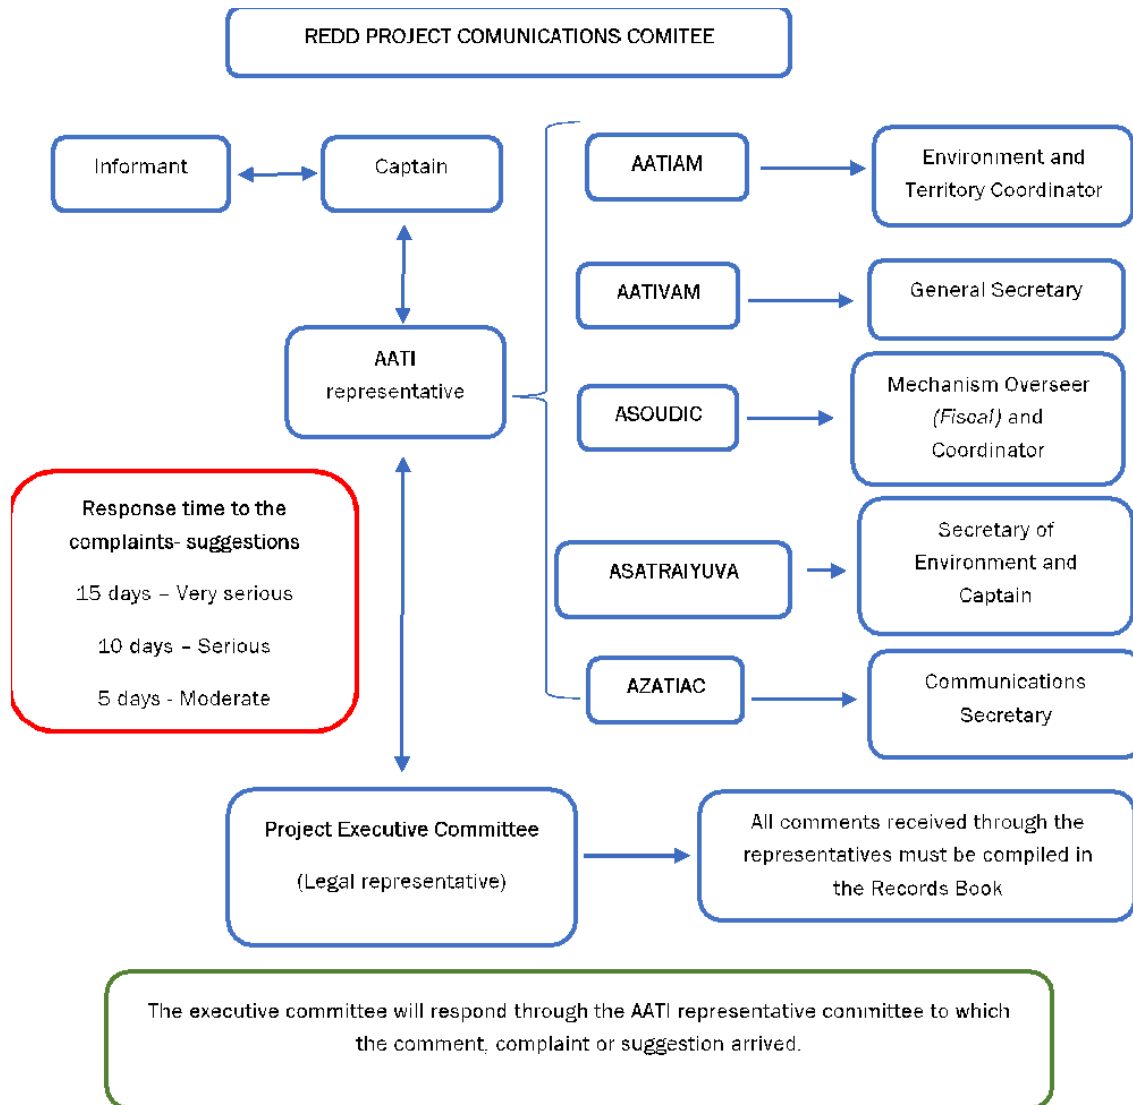 REDD PROJECT COMUNICATIONS COMITEE
Informant
Captain
AATI
representative
AATIAM
Environment and
Territory Coordinator
AATIVAM
General Secretary
ASOUDIC
Mechanism Overseer
(Fiscal) and
Coordinator
ASATRAIYUVA
Secretary of
Environment and
Captain
AZATIAC
Communications
Secretary
Response time to the
complaints- suggestions
15 days – Very serious
10 days – Serious
5 days - Moderate
Project Executive Committee
(Legal representative)
All comments received through the
representatives must be compiled in
the Records Book
The executive committee will respond through the AATI representative committee to which
the comment, complaint or suggestion arrived.